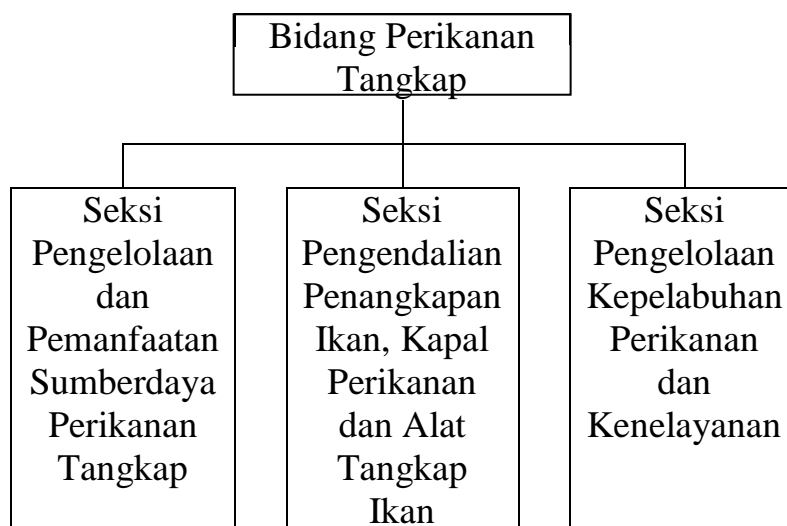 Bidang Perikanan
Tangkap
Seksi
Pengelolaan
dan
Pemanfaatan
Sumberdaya
Perikanan
Tangkap
Seksi
Pengendalian
Penangkapan
Ikan, Kapal
Perikanan
dan Alat
Tangkap
Ikan
Seksi
Pengelolaan
Kepelabuhan
Perikanan
dan
Kenelayanan